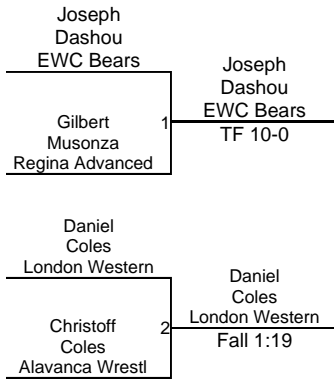 Joseph
Dashou
EWC Bears
Gilbert
Musonza
Regina Advanced
1
Joseph
Dashou
EWC Bears
TF 10-0
Daniel
Coles
London Western
Christoff
Coles
Alavanca Wrestl
2
Daniel
Coles
London Western
Fall 1:19